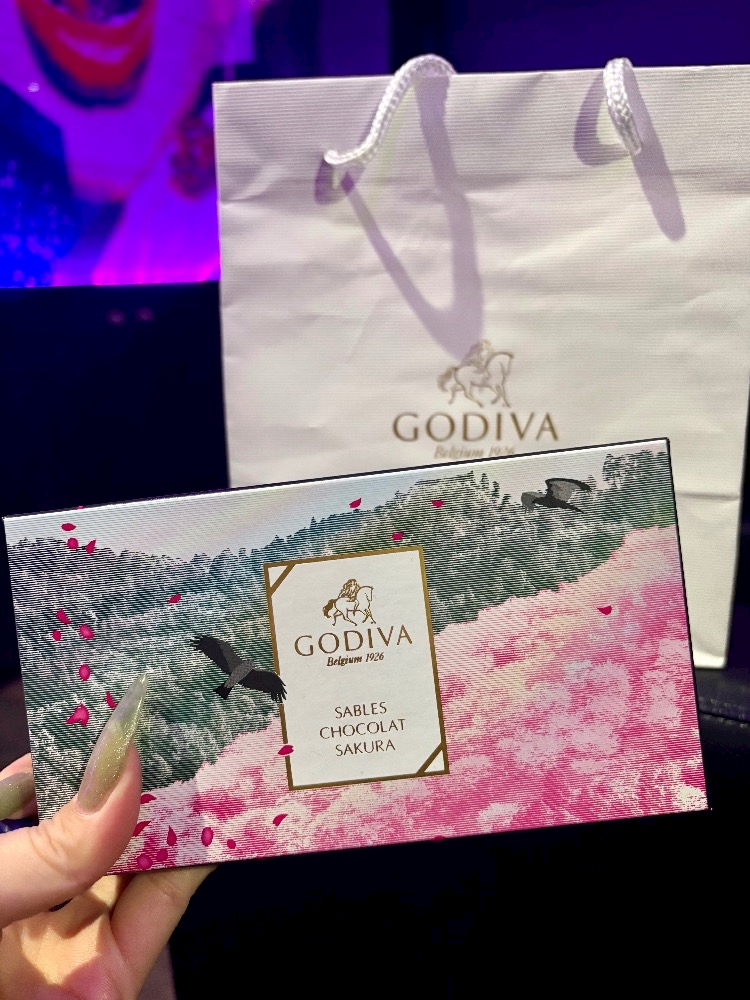 GODIVA
Belgium 1926
GODIVA
Belgium 1926
SABLES
CHOCOLAT
SAKURA